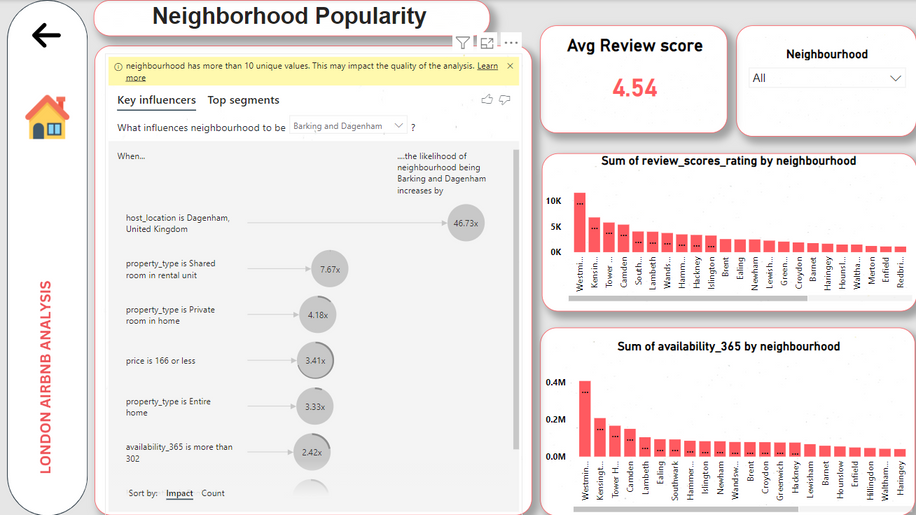 Neighborhood Popularity
LONDON AIRBNB ANALYSIS
neighbourhood has more than 10 unique values. This may impact the quality of the analysis. Learn
more
Key influencers
Top segments
What influences neighbourhood to be
Barking and Dagenham
?
When...
....the likelihood of
neighbourhood being
Barking and Dagenham
increases by
host_location is Dagenham,
United Kingdom
46.73x
property_type is Shared
room in rental unit
7.67x
property_type is Private
room in home
4.18x
price is 166 or less
3.41x
property_type is Entire
home
3.33x
availability_365 is more than
302
2.42x
Sort by:
Impact
Count
Avg Review score
4.54
Neighbourhood
All
Sum of review_scores_rating by neighbourhood
10K
5K
0K
Westmi...
Kensin...
Tower ...
Camden
South...
Lambeth
Wands...
Hamm...
Hackney
Islington
Brent
Ealing
Newham
Lewish...
Green...
Croydon
Barnet
Haringey
Hounsl...
Waltha...
Merton
Enfield
Redbri...
Sum of availability_365 by neighbourhood
0.4M
0.2M
0.0M
Westmin...
Kensingt...
Tower H...
Camden
Lambeth
Ealing
Southwark
Hammer...
Islington
Newham
Wandsw...
Brent
Croydon
Greenwich
Hackney
Lewisham
Barnet
Hounslow
Enfield
Hillingdon
Waltham...
Haringey